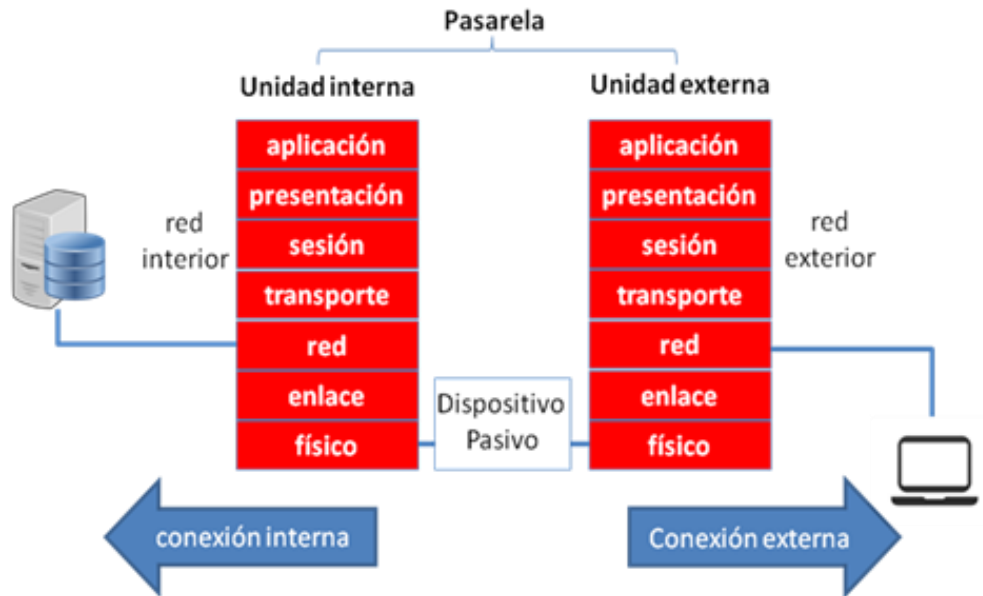 Pasarela
Unidad interna
Unidad externa
aplicación
presentación
sesión
transporte
red
enlace
físico
aplicación
presentación
sesión
transporte
red
enlace
físico
red
interior
red
exterior
Dispositivo
Pasivo
conexión interna
Conexión externa